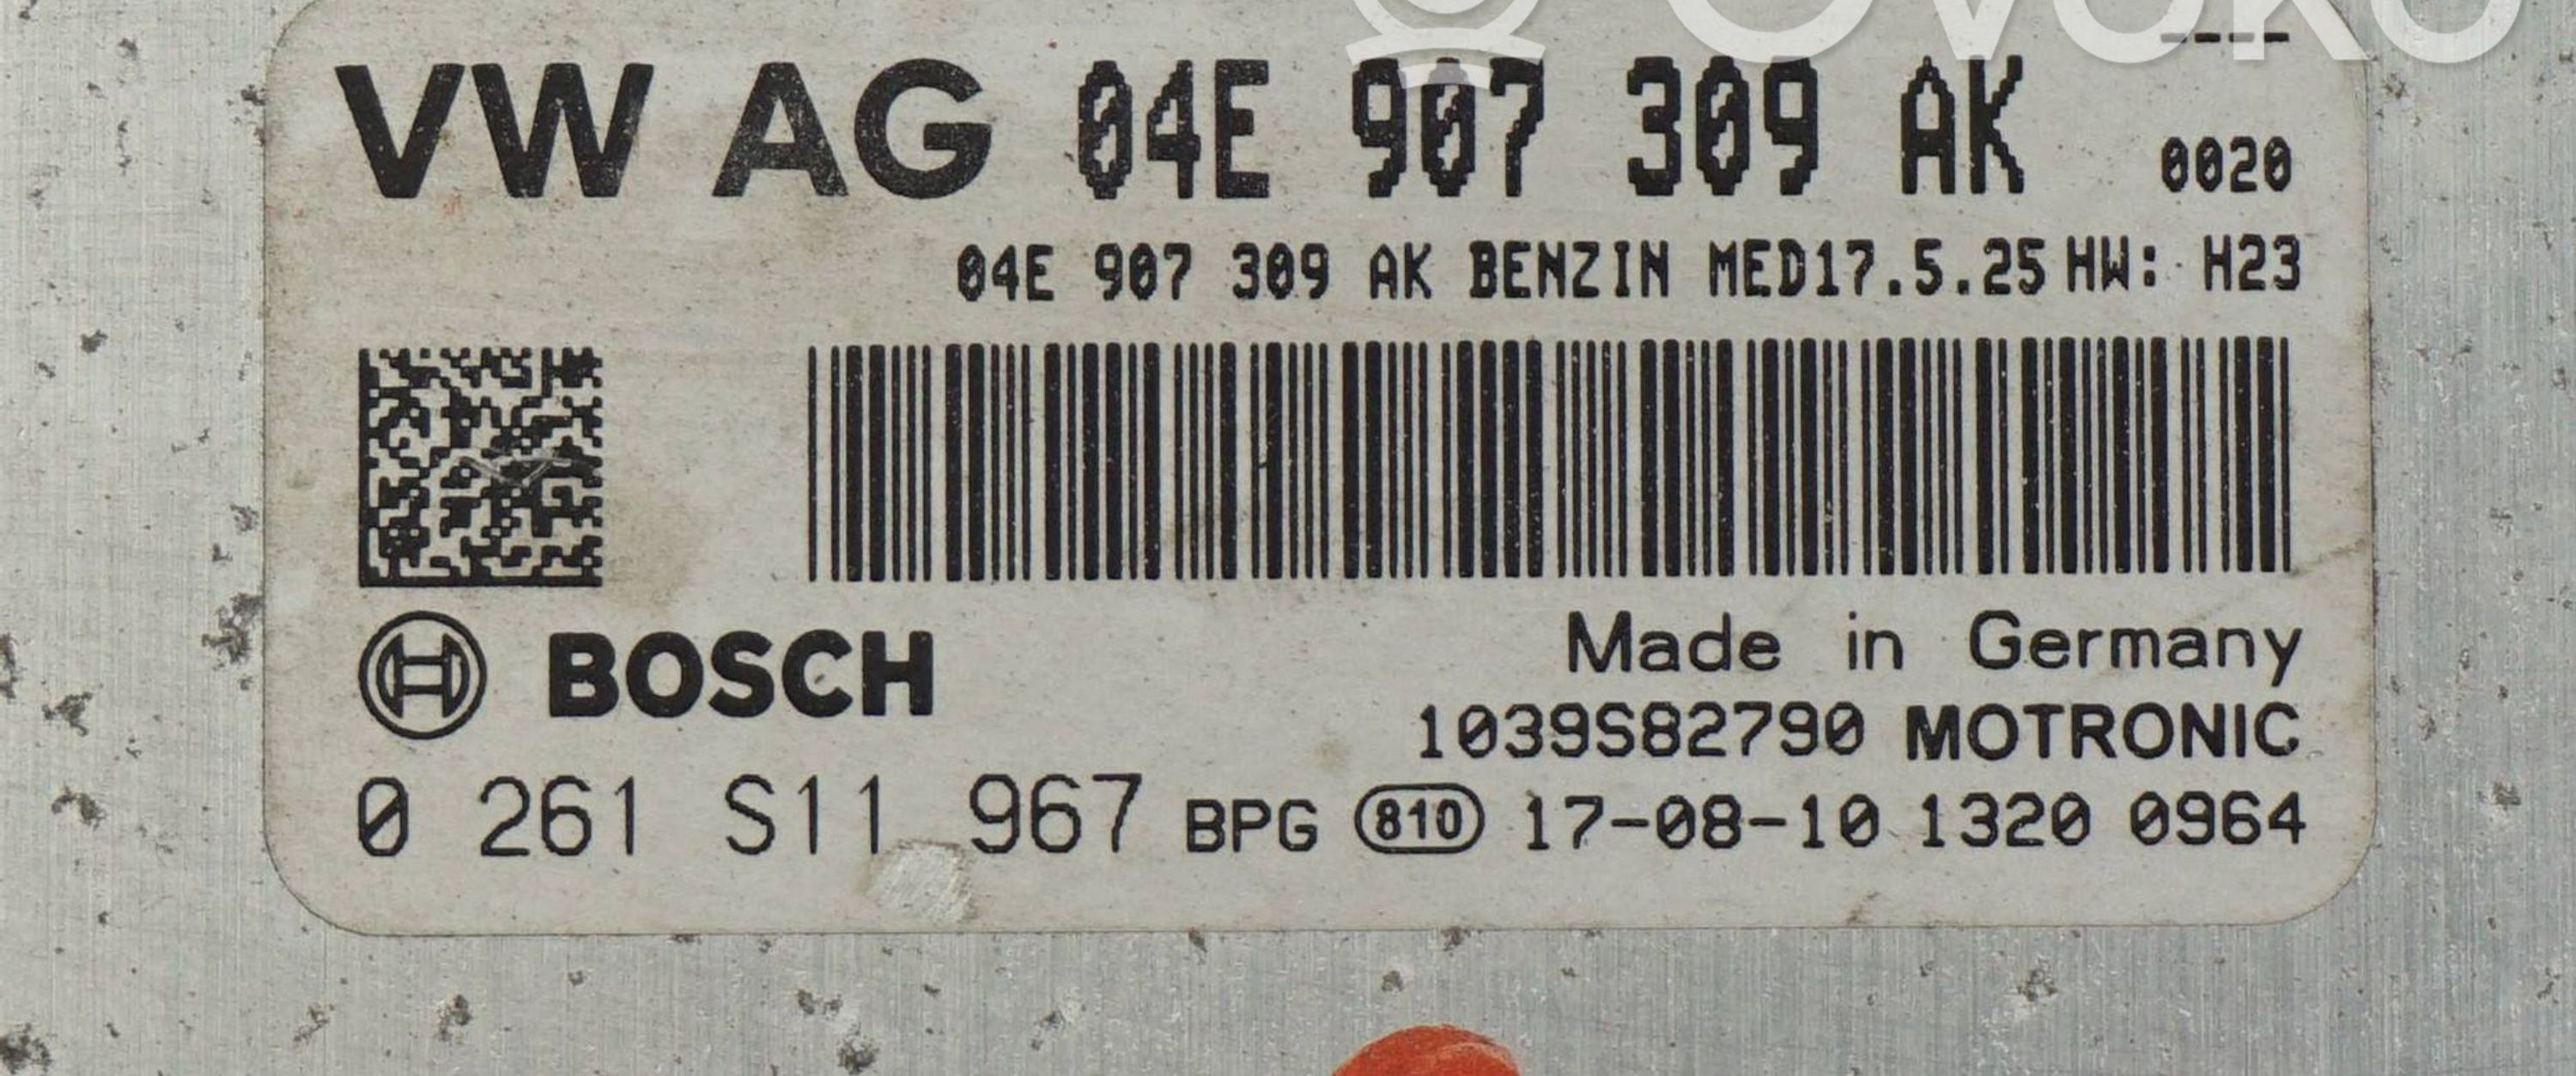 OVOKO
----
VW AG 04E 907 309 AK 0020
04E 907 309 AK BENZIN MED17.5.25 HW: H23
BOSCH
Made in Germany
1039S82790 MOTRONIC
0 261 S11 967 BPG 810 17-08-10 1320 0964